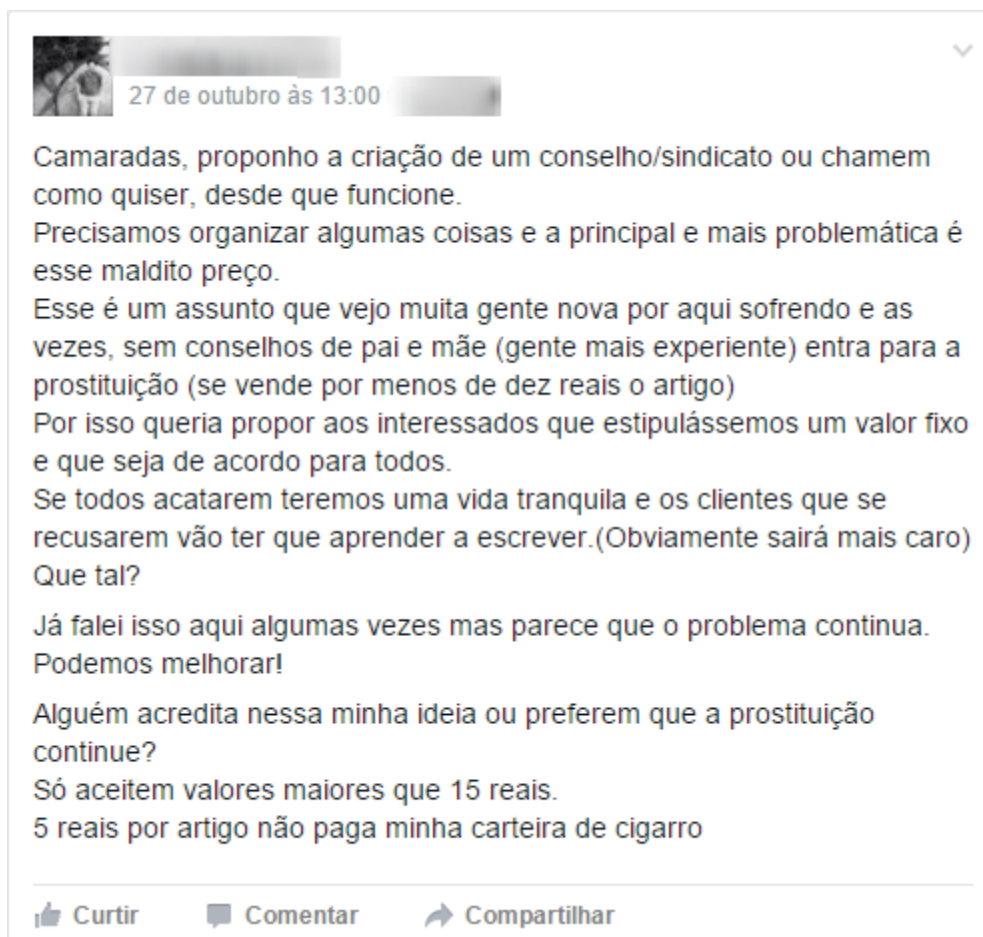 27 de outubro às 13:00
Camaradas, proponho a criação de um conselho/sindicato ou chamem
como quiser, desde que funcione.
Precisamos organizar algumas coisas e a principal e mais problemática é
esse maldito preço.
Esse é um assunto que vejo muita gente nova por aqui sofrendo e as
vezes, sem conselhos de pai e mãe (gente mais experiente) entra para a
prostituição (se vende por menos de dez reais o artigo)
Por isso queria propor aos interessados que estipulássemos um valor fixo
e que seja de acordo para todos.
Se todos acatarem teremos uma vida tranquila e os clientes que se
recusarem vão ter que aprender a escrever.(Obviamente sairá mais caro)
Que tal?
Já falei isso aqui algumas vezes mas parece que o problema continua.
Podemos melhorar!
Alguém acredita nessa minha ideia ou preferem que a prostituição
continue?
Só aceitem valores maiores que 15 reais.
5 reais por artigo não paga minha carteira de cigarro
Curtir Comentar Compartilhar